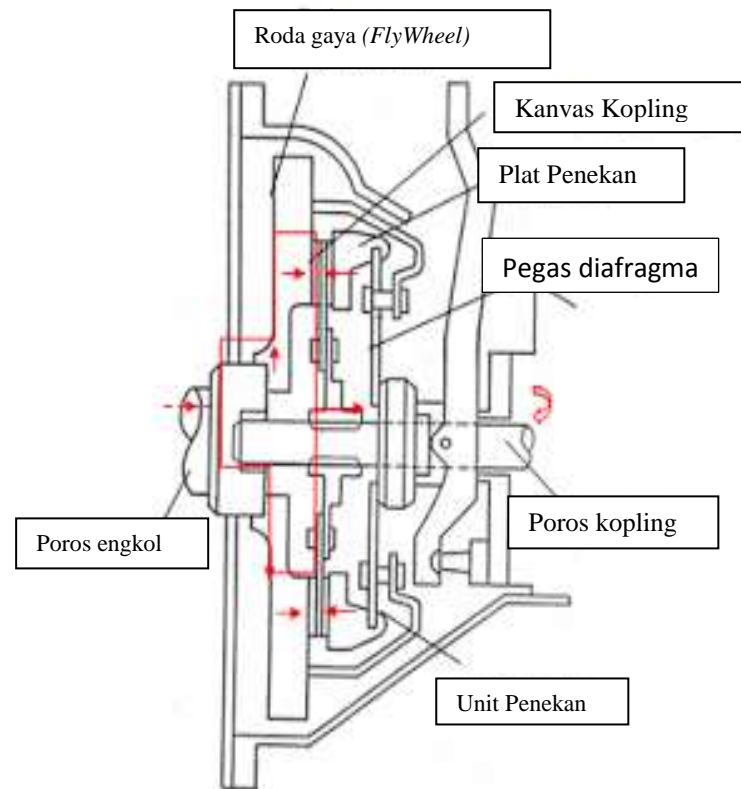 Roda gaya (FlyWheel)
Kanvas Kopling
Plat Penekan
Pegas diafragma
Poros kopling
Poros engkol
Unit Penekan